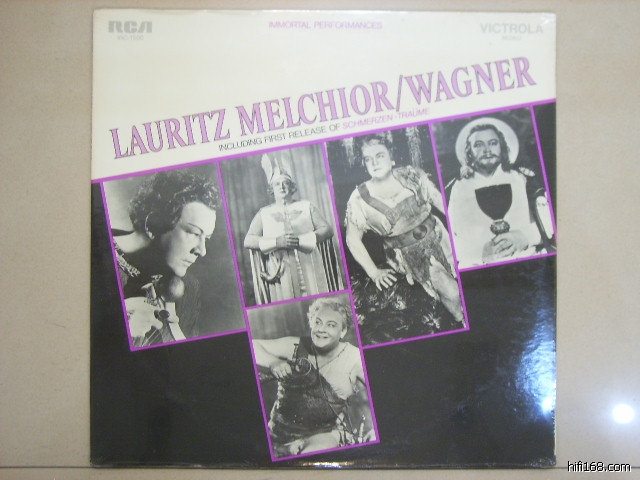 RCA
IMMORTAL PERFORMANCES
VICTROLA
LAURITZ MELCHIOR/WAGNER
INCLUDING FIRST RELEASE OF SCHMERZEN · TRÄUME
hifi168.com